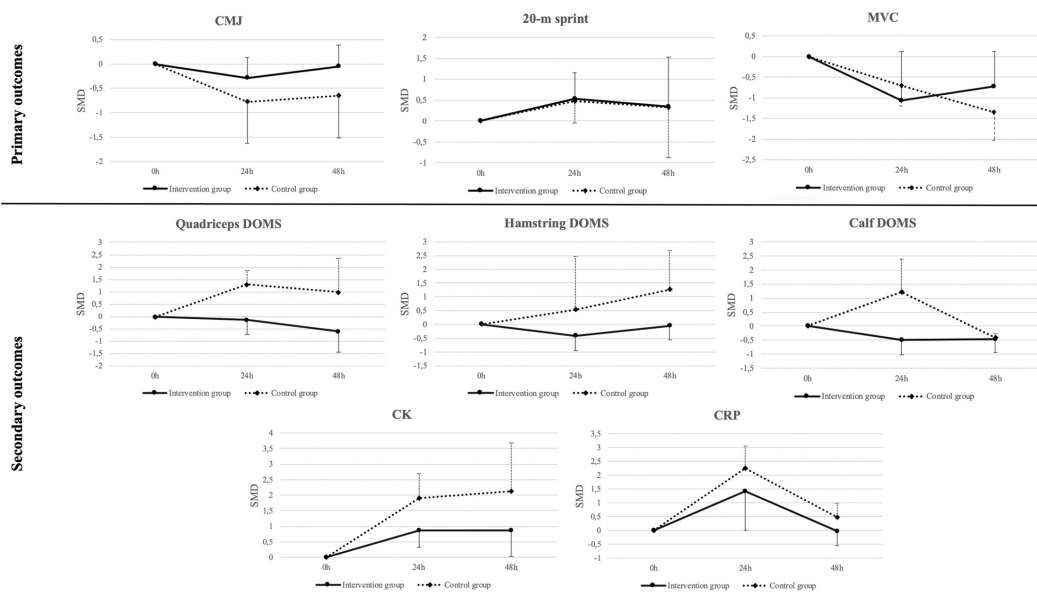 Primary outcomes
CMJ
SMD
0,5
0
-0,5
-1
-1,5
-2
0h 24h 48h
Intervention group Control group
20-m sprint
SMD
2
1,5
1
0,5
0
-0,5
-1
0h 24h 48h
Intervention group Control group
MVC
SMD
0,5
0
-0,5
-1
-1,5
-2
-2,5
0h 24h 48h
Intervention group Control group
Secondary outcomes
Quadriceps DOMS
SMD
3
2,5
2
1,5
1
0,5
0
-0,5
-1
-1,5
-2
0h 24h 48h
Intervention group Control group
Hamstring DOMS
SMD
3
2,5
2
1,5
1
0,5
0
-0,5
-1
-1,5
0h 24h 48h
Intervention group Control group
Calf DOMS
SMD
3
2,5
2
1,5
1
0,5
0
-0,5
-1
-1,5
0h 24h 48h
Intervention group Control group
CK
SMD
4
3,5
3
2,5
2
1,5
1
0,5
0
0h 24h 48h
Intervention group Control group
CRP
SMD
3,5
3
2,5
2
1,5
1
0,5
0
-0,5
-1
0h 24h 48h
Intervention group Control group